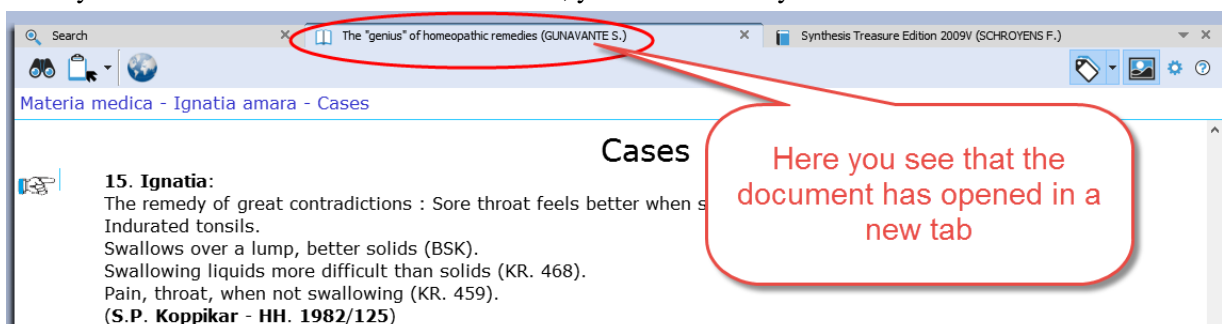 Search
The "genius" of homeopathic remedies (GUNAVANTE S.)
Synthesis Treasure Edition 2009V (SCHROYENS F.)
Materia medica - Ignatia amara - Cases
Cases
15. Ignatia:
The remedy of great contradictions : Sore throat feels better when s
Indurated tonsils.
Swallows over a lump, better solids (BSK).
Swallowing liquids more difficult than solids (KR. 468).
Pain, throat, when not swallowing (KR. 459).
(S.P. Koppikar - HH. 1982/125)
Here you see that the
document has opened in a
new tab